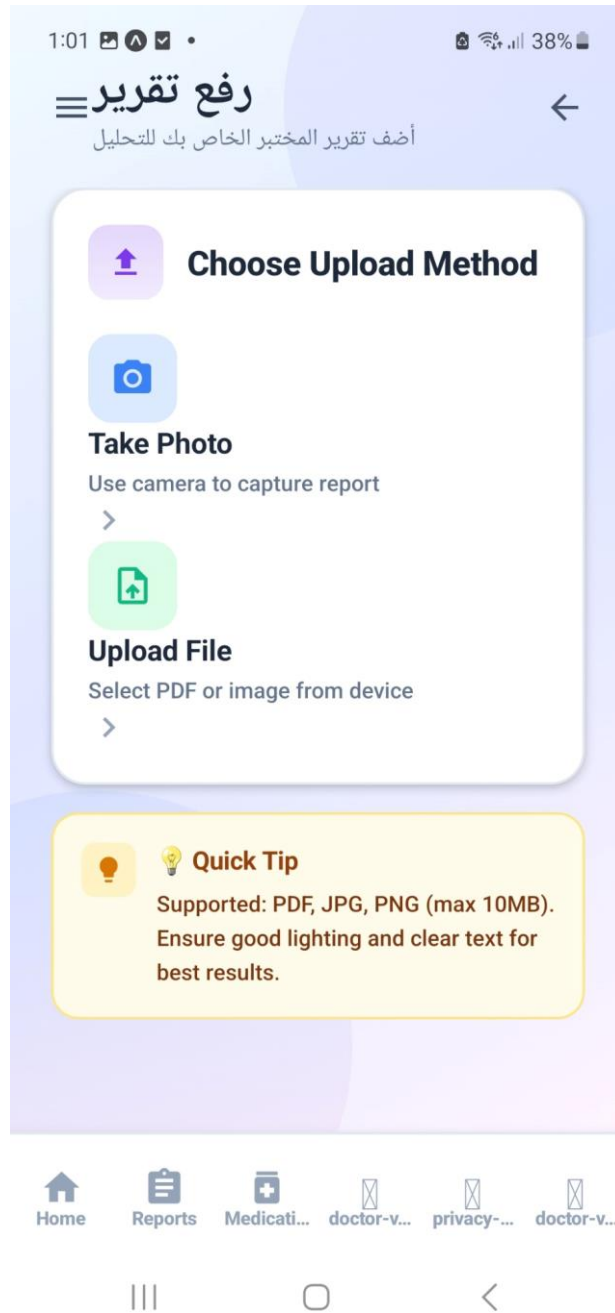 1:01
38%
رفع تقرير
أضف تقرير المختبر الخاص بك للتحليل
Choose Upload Method
Take Photo
Use camera to capture report
Upload File
Select PDF or image from device
💡 Quick Tip
Supported: PDF, JPG, PNG (max 10MB).
Ensure good lighting and clear text for
best results.
Home Reports Medicati... doctor-v... privacy-... doctor-v...